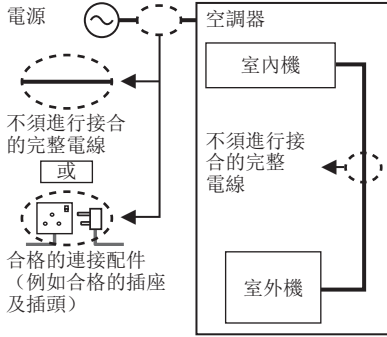 電源
空調器
室內機
不須進行接合
的完整電線
或
不須進行接
合的完整
電線
合格的連接配件
（例如合格的插座
及插頭）
室外機